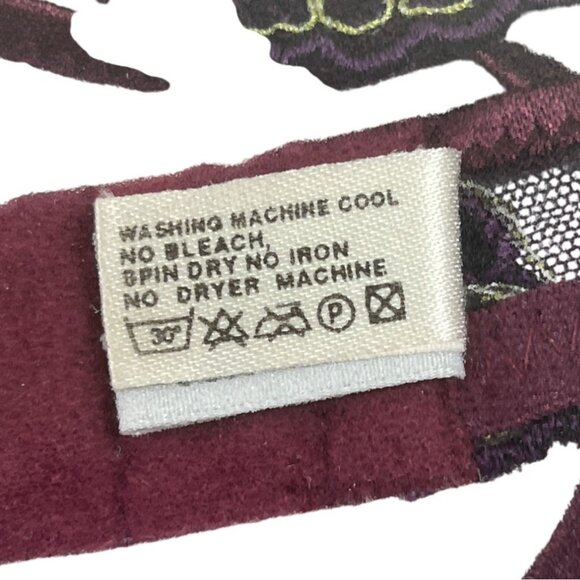 WASHING MACHINE COOL
NO BLEACH,
SPIN DRY NO IRON
NO DRYER MACHINE
30° P